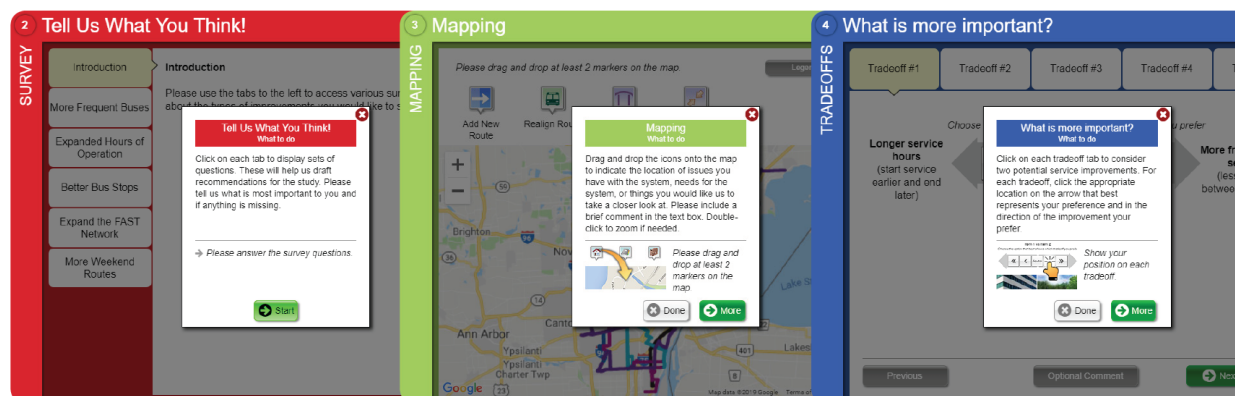 2 Tell Us What You Think!
SURVEY
Introduction
More Frequent Buses
Expanded Hours of
Operation
Better Bus Stops
Expand the FAST
Network
More Weekend
Routes
Introduction
Please use the tabs to the left to access various
about the types of improvements you would like to
Tell Us What You Think!
What to do
Click on each tab to display sets of
questions. These will help us draft
recommendations for the study. Please
tell us what is most important to you and
if anything is missing.
Please answer the survey questions.
Start
3 Mapping
MAPPING
Please drag and drop at least 2 markers on the map.
Add New
Route
Realign
Mapping
What to do
Drag and drop the icons onto the map
to indicate the location of issues you
have with the system, needs for the
system, or things you would like us to
take a closer look at. Please include a
brief comment in the text box. Double-
click to zoom if needed.
Please drag and
drop at least 2
markers on the
map.
Done
More
+
−
Brighton
Ann Arbor
Ypsilanti
Ypsilanti
Charter Twp
59
96
36
14
401
8
23
Google
Map data ©2019 Google
4 What is more important?
TRADEOFFS
Tradeoff #1
Tradeoff #2
Tradeoff #3
Tradeoff #4
Choose
prefer
Longer service
hours
(start service
earlier and end
later)
What is more important?
What to do
Click on each tradeoff tab to consider
two potential service improvements. For
each tradeoff, click the appropriate
location on the arrow that best
represents your preference and in the
direction of the improvement your
prefer.
Show your
position on each
tradeoff.
Done
More
Previous
Optional Comment